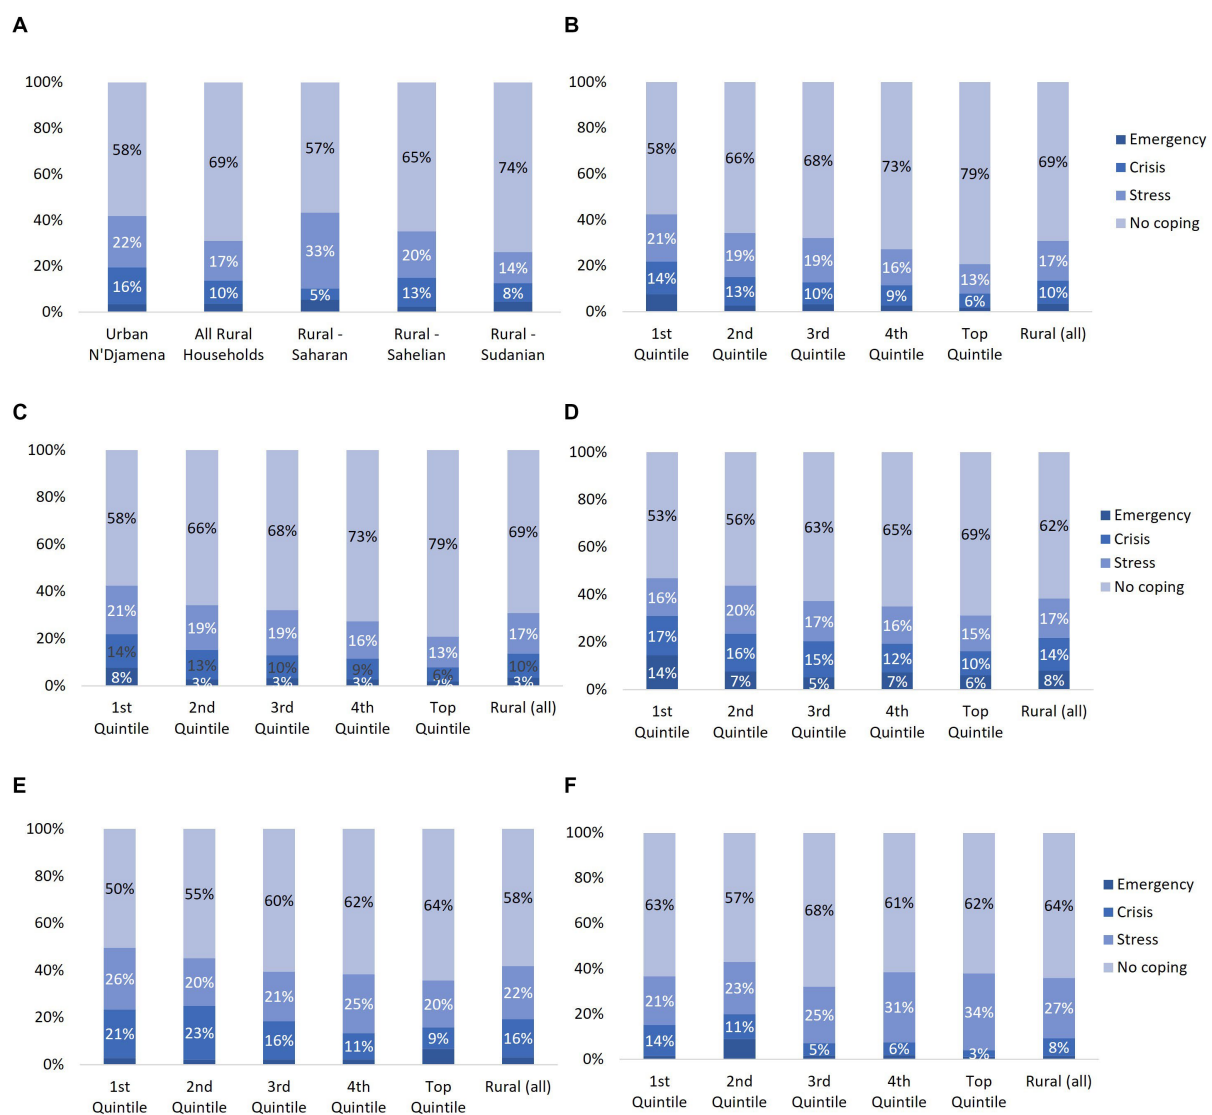 A
100%
80%
60%
40%
20%
0%
58%
22%
16%
69%
17%
10%
57%
33%
5%
65%
20%
13%
74%
14%
8%
Urban
N'Djamena
All Rural
Households
Rural -
Saharan
Rural -
Sahelian
Rural -
Sudanian
B
100%
80%
60%
40%
20%
0%
58%
21%
14%
66%
19%
13%
68%
19%
10%
73%
16%
9%
79%
13%
6%
69%
17%
10%
1st
Quintile
2nd
Quintile
3rd
Quintile
4th
Quintile
Top
Quintile
Rural (all)
Emergency
Crisis
Stress
No coping
C
100%
80%
60%
40%
20%
0%
58%
21%
14%
8%
66%
19%
13%
3%
68%
19%
10%
3%
73%
16%
9%
3%
79%
13%
6%
2%
69%
17%
10%
3%
1st
Quintile
2nd
Quintile
3rd
Quintile
4th
Quintile
Top
Quintile
Rural (all)
D
100%
80%
60%
40%
20%
0%
53%
16%
17%
14%
56%
20%
16%
7%
63%
17%
15%
5%
65%
16%
12%
7%
69%
15%
10%
6%
62%
17%
14%
8%
1st
Quintile
2nd
Quintile
3rd
Quintile
4th
Quintile
Top
Quintile
Rural (all)
Emergency
Crisis
Stress
No coping
E
100%
80%
60%
40%
20%
0%
50%
26%
21%
55%
20%
23%
60%
21%
16%
62%
25%
11%
64%
20%
9%
58%
22%
16%
1st
Quintile
2nd
Quintile
3rd
Quintile
4th
Quintile
Top
Quintile
Rural (all)
F
100%
80%
60%
40%
20%
0%
63%
21%
14%
57%
23%
11%
68%
25%
5%
61%
31%
6%
62%
34%
3%
64%
27%
8%
1st
Quintile
2nd
Quintile
3rd
Quintile
4th
Quintile
Top
Quintile
Rural (all)
Emergency
Crisis
Stress
No coping